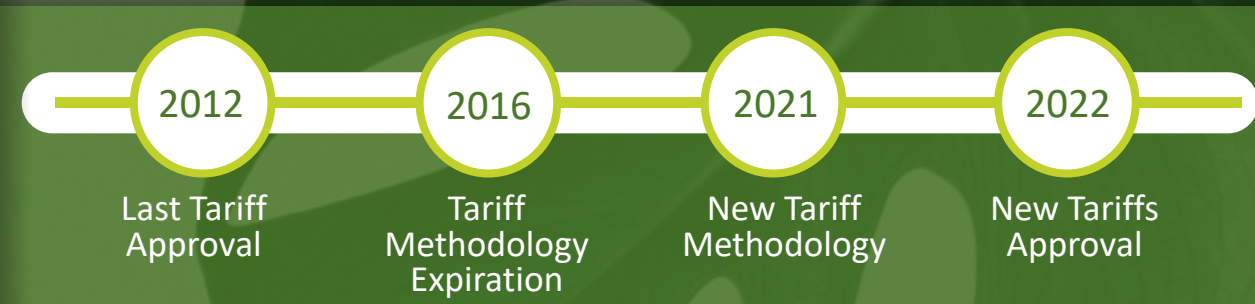 2012
2016
2021
2022
Last Tariff
Approval
Tariff
Methodology
Expiration
New Tariff
Methodology
New Tariffs
Approval